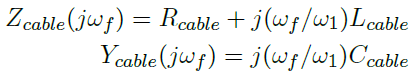 Z_{cable}(jω_f) = R_{cable} + j(ω_f/ω_1)L_{cable}
Y_{cable}(jω_f) = j(ω_f/ω_1)C_{cable}